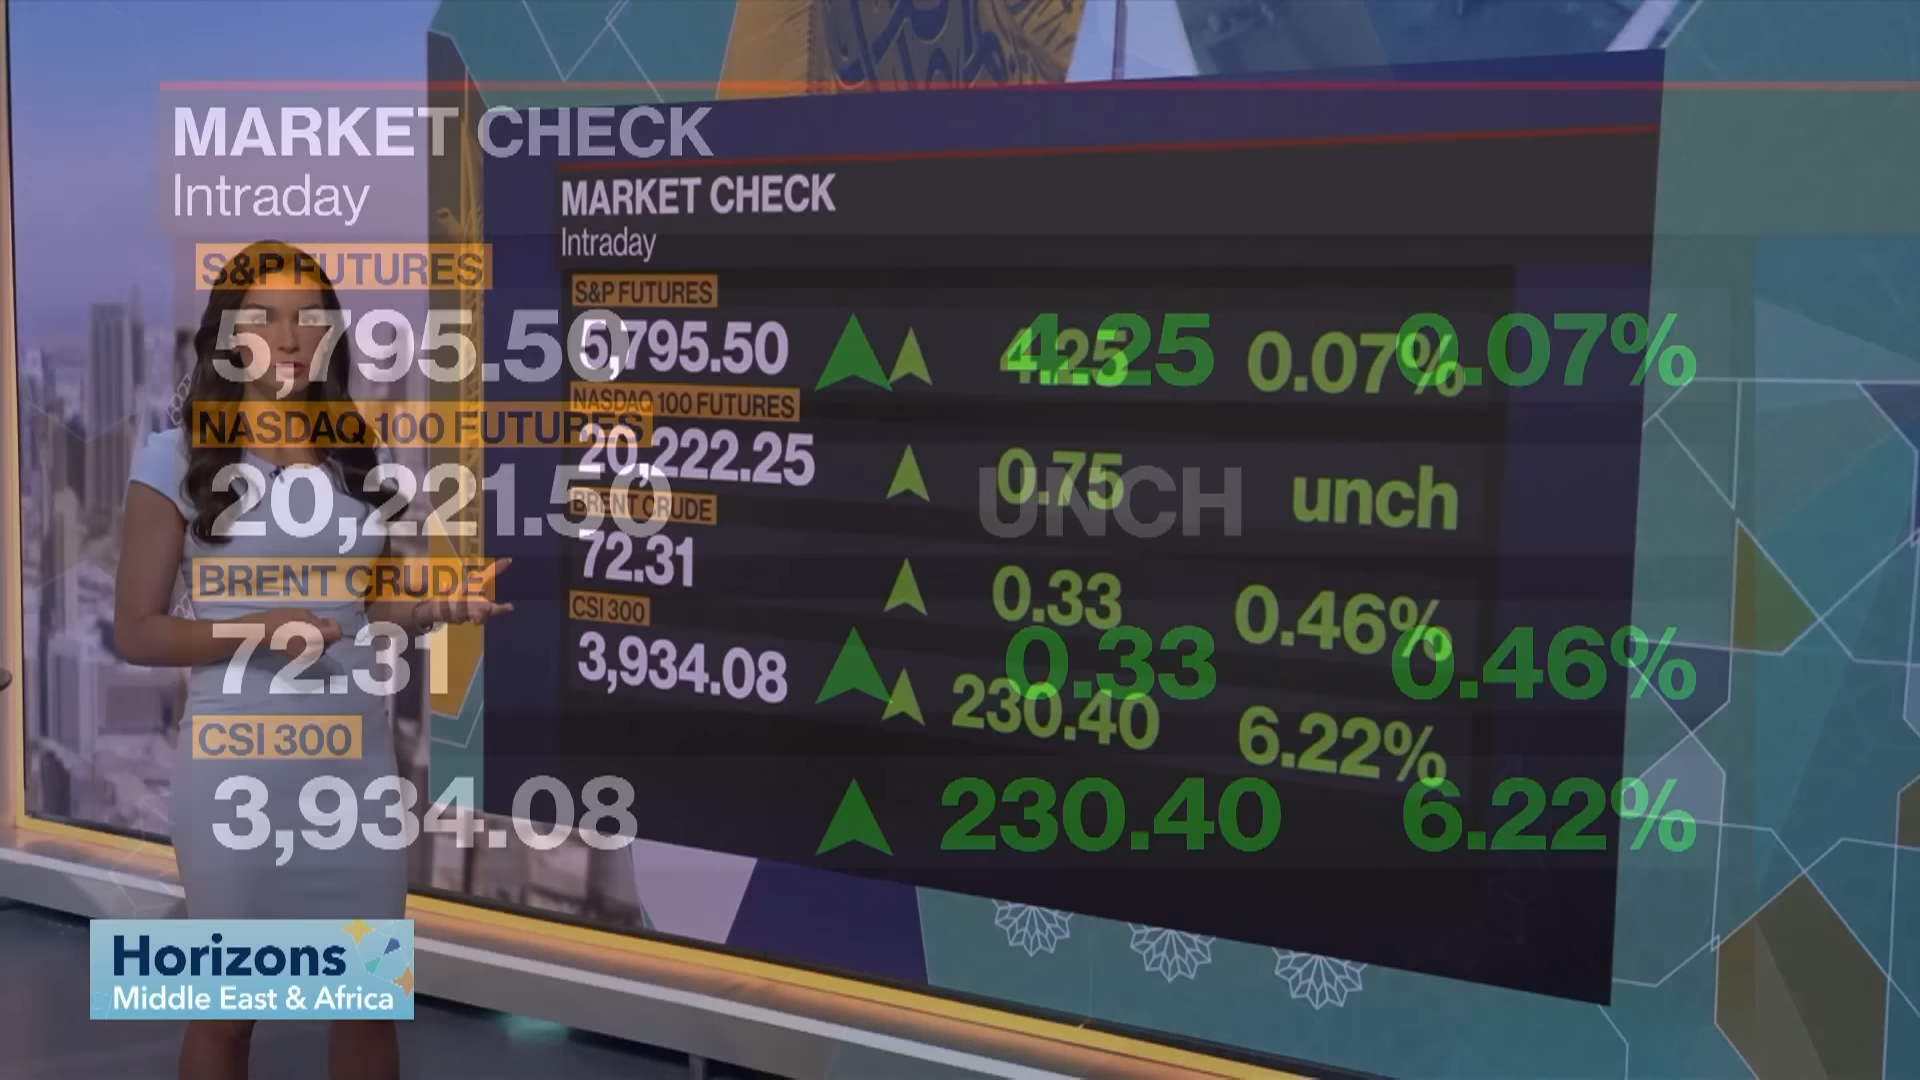 MARKET CHECK
Intraday
S&P FUTURES
5,795.50 4.25 0.07%
NASDAQ 100 FUTURES
20,221.50 UNCH
BRENT CRUDE
72.31 0.33 0.46%
CSI 300
3,934.08 230.40 6.22%
MARKET CHECK
Intraday
S&P FUTURES
5,795.50 4.25 0.07%
NASDAQ 100 FUTURES
20,222.25 0.75 unch
BRENT CRUDE
72.31 0.33 0.46%
CSI 300
3,934.08 230.40 6.22%
Horizons
Middle East & Africa